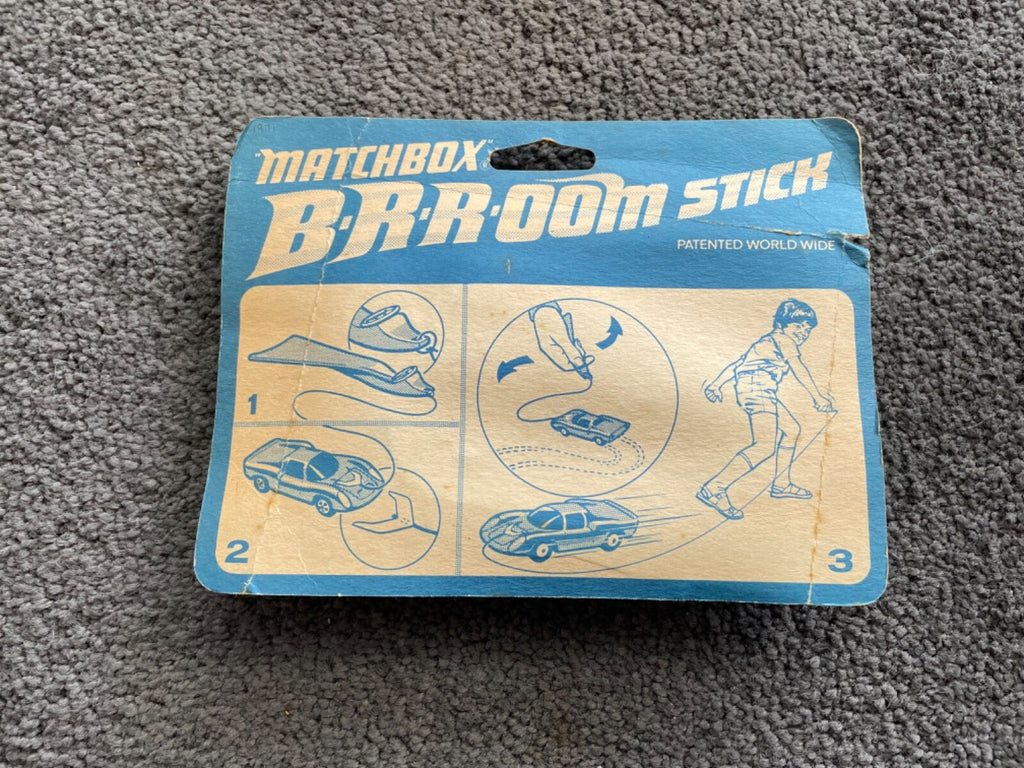 "MATCHBOX"
B·R·R·OOM STICK
PATENTED WORLD WIDE
1
2
3